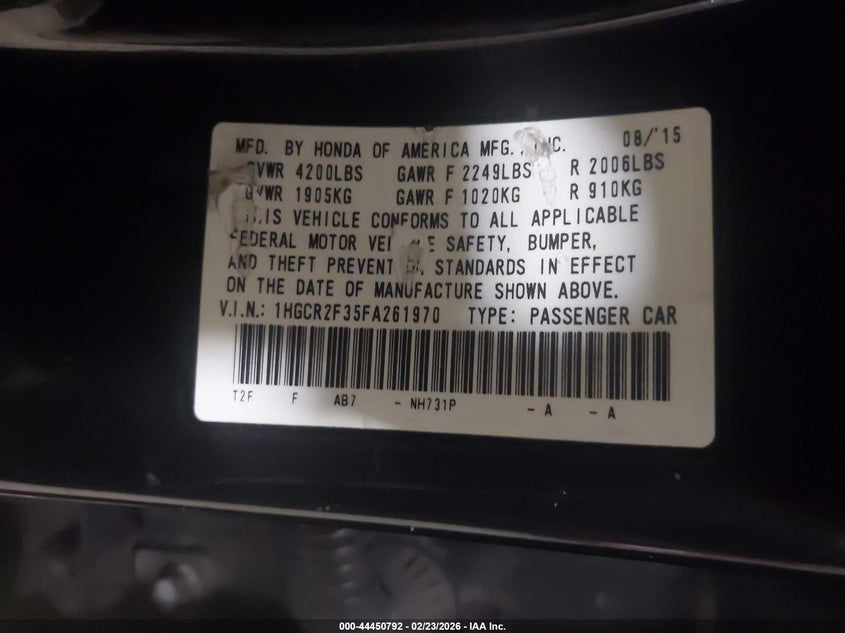 MFD. BY HONDA OF AMERICA MFG., INC. 08/'15
GVWR 4200LBS GAWR F 2249LBS R 2006LBS
GVWR 1905KG GAWR F 1020KG R 910KG
THIS VEHICLE CONFORMS TO ALL APPLICABLE
FEDERAL MOTOR VEHICLE SAFETY, BUMPER,
AND THEFT PREVENTION STANDARDS IN EFFECT
ON THE DATE OF MANUFACTURE SHOWN ABOVE.
V.I.N.: 1HGCR2F35FA261970 TYPE: PASSENGER CAR
T2F F AB7 - NH731P - A - A
000-44450792 - 02/23/2026 - IAA Inc.